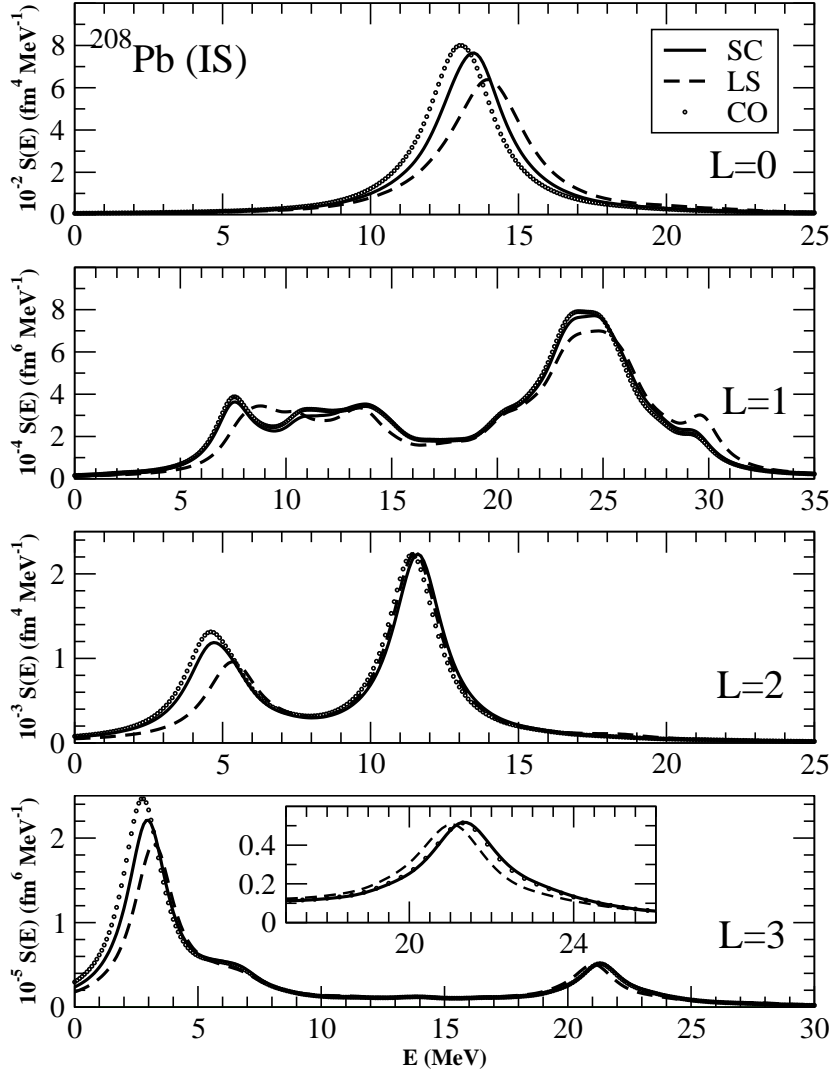 ²⁰⁸Pb (IS)
SC
LS
CO
L=0
10⁻² S(E) (fm⁴ MeV⁻¹)
8
6
4
2
0
0 5 10 15 20 25
L=1
10⁻⁴ S(E) (fm⁶ MeV⁻¹)
8
6
4
2
0
0 5 10 15 20 25 30 35
L=2
10⁻³ S(E) (fm⁴ MeV⁻¹)
2
1
0
0 5 10 15 20 25
L=3
10⁻⁵ S(E) (fm⁶ MeV⁻¹)
2
1
0
0.4
0.2
0
20 24
0 5 10 15 20 25 30
E (MeV)